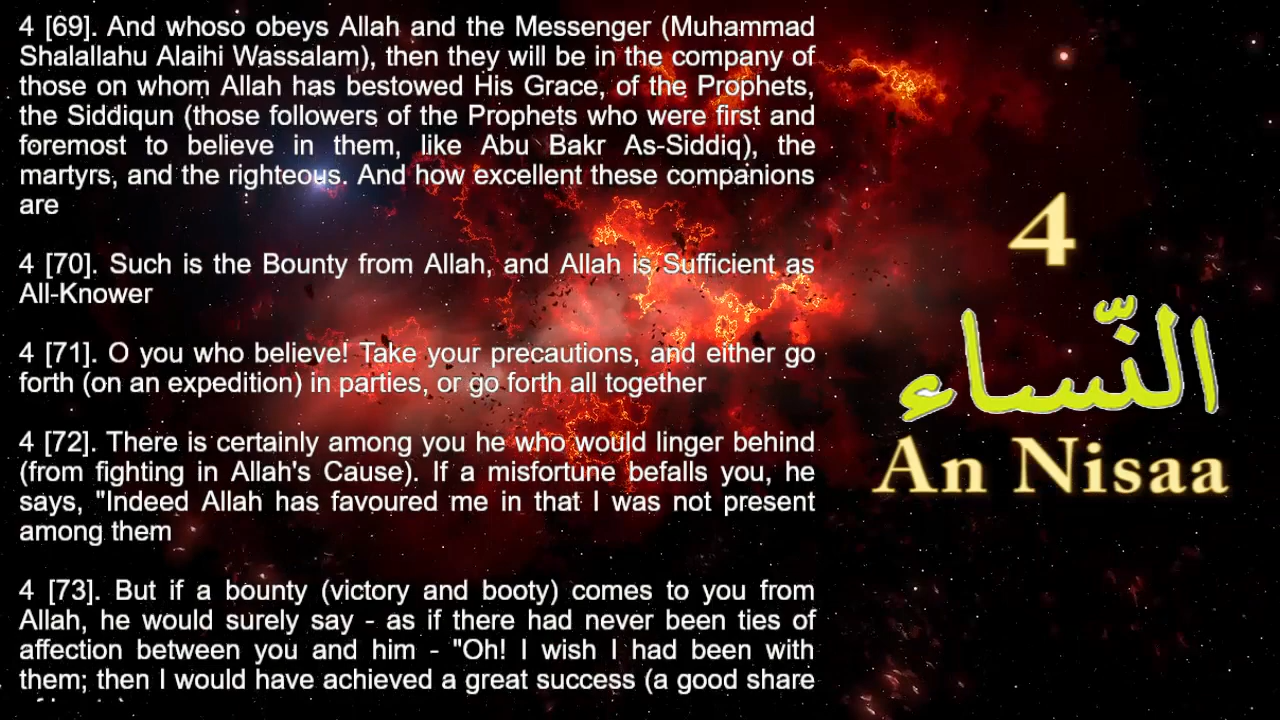 4 [69]. And whoso obeys Allah and the Messenger (Muhammad
Shalallahu Alaihi Wassalam), then they will be in the company of
those on whom Allah has bestowed His Grace, of the Prophets,
the Siddiqun (those followers of the Prophets who were first and
foremost to believe in them, like Abu Bakr As-Siddiq), the
martyrs, and the righteous. And how excellent these companions
are
4 [70]. Such is the Bounty from Allah, and Allah is Sufficient as
All-Knower
4 [71]. O you who believe! Take your precautions, and either go
forth (on an expedition) in parties, or go forth all together
4 [72]. There is certainly among you he who would linger behind
(from fighting in Allah's Cause). If a misfortune befalls you, he
says, "Indeed Allah has favoured me in that I was not present
among them
4 [73]. But if a bounty (victory and booty) comes to you from
Allah, he would surely say - as if there had never been ties of
affection between you and him - "Oh! I wish I had been with
them; then I would have achieved a great success (a good share
4
النّساء
An Nisaa